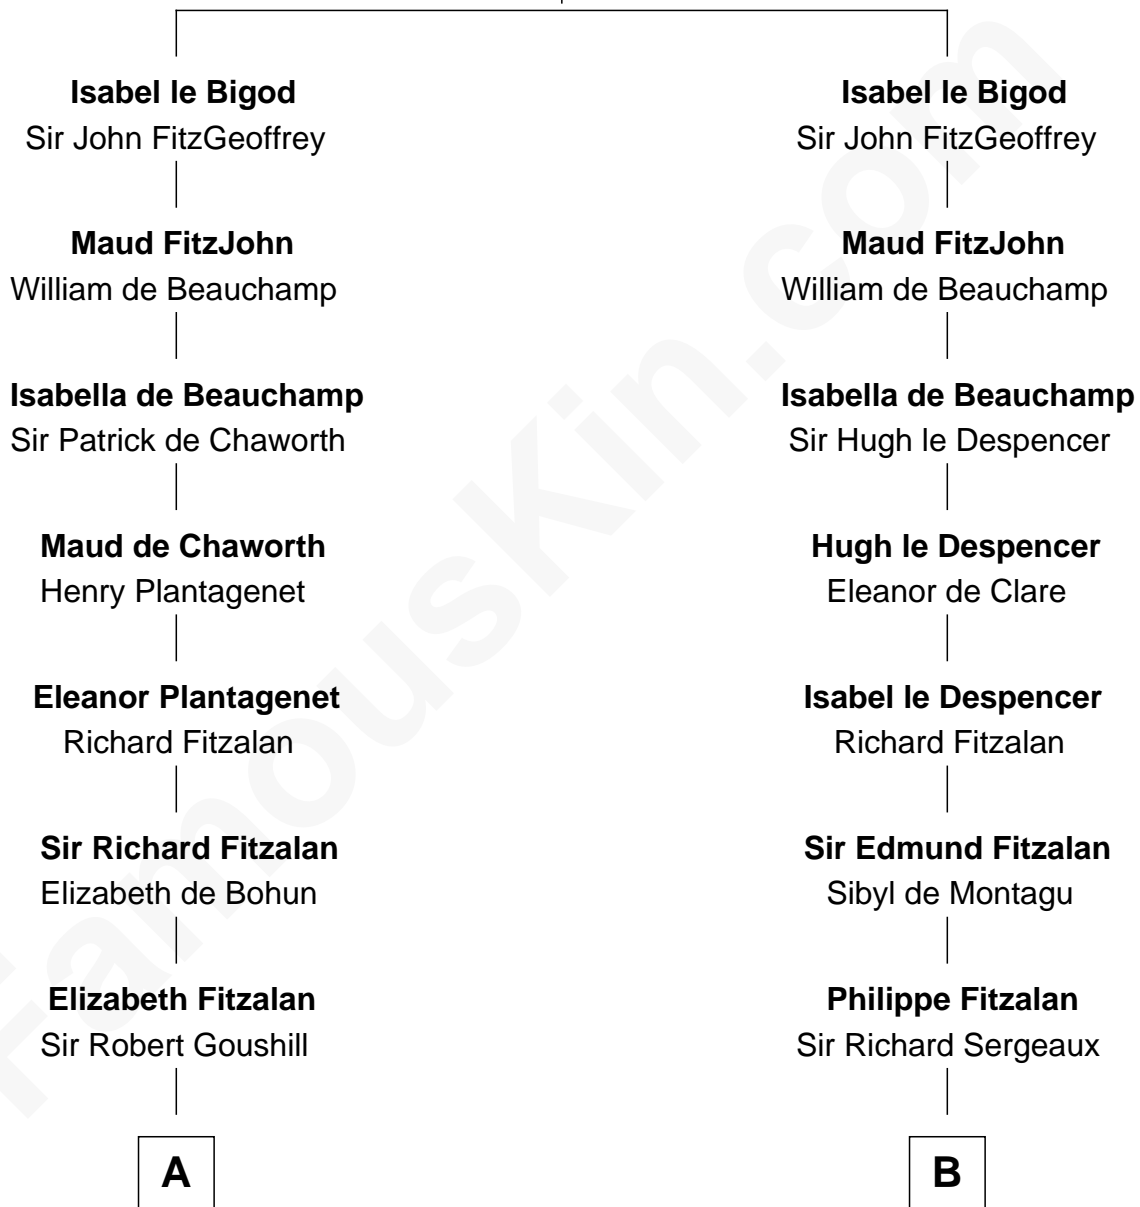 Isabel le Bigod
Sir John FitzGeoffrey
Maud FitzJohn
William de Beauchamp
Isabella de Beauchamp
Sir Patrick de Chaworth
Maud de Chaworth
Henry Plantagenet
Eleanor Plantagenet
Richard Fitzalan
Sir Richard Fitzalan
Elizabeth de Bohun
Elizabeth Fitzalan
Sir Robert Goushill
A
Isabel le Bigod
Sir John FitzGeoffrey
Maud FitzJohn
William de Beauchamp
Isabella de Beauchamp
Sir Hugh le Despencer
Hugh le Despencer
Eleanor de Clare
Isabel le Despencer
Richard Fitzalan
Sir Edmund Fitzalan
Sibyl de Montagu
Philippe Fitzalan
Sir Richard Sergeaux
B
FamousKin.com